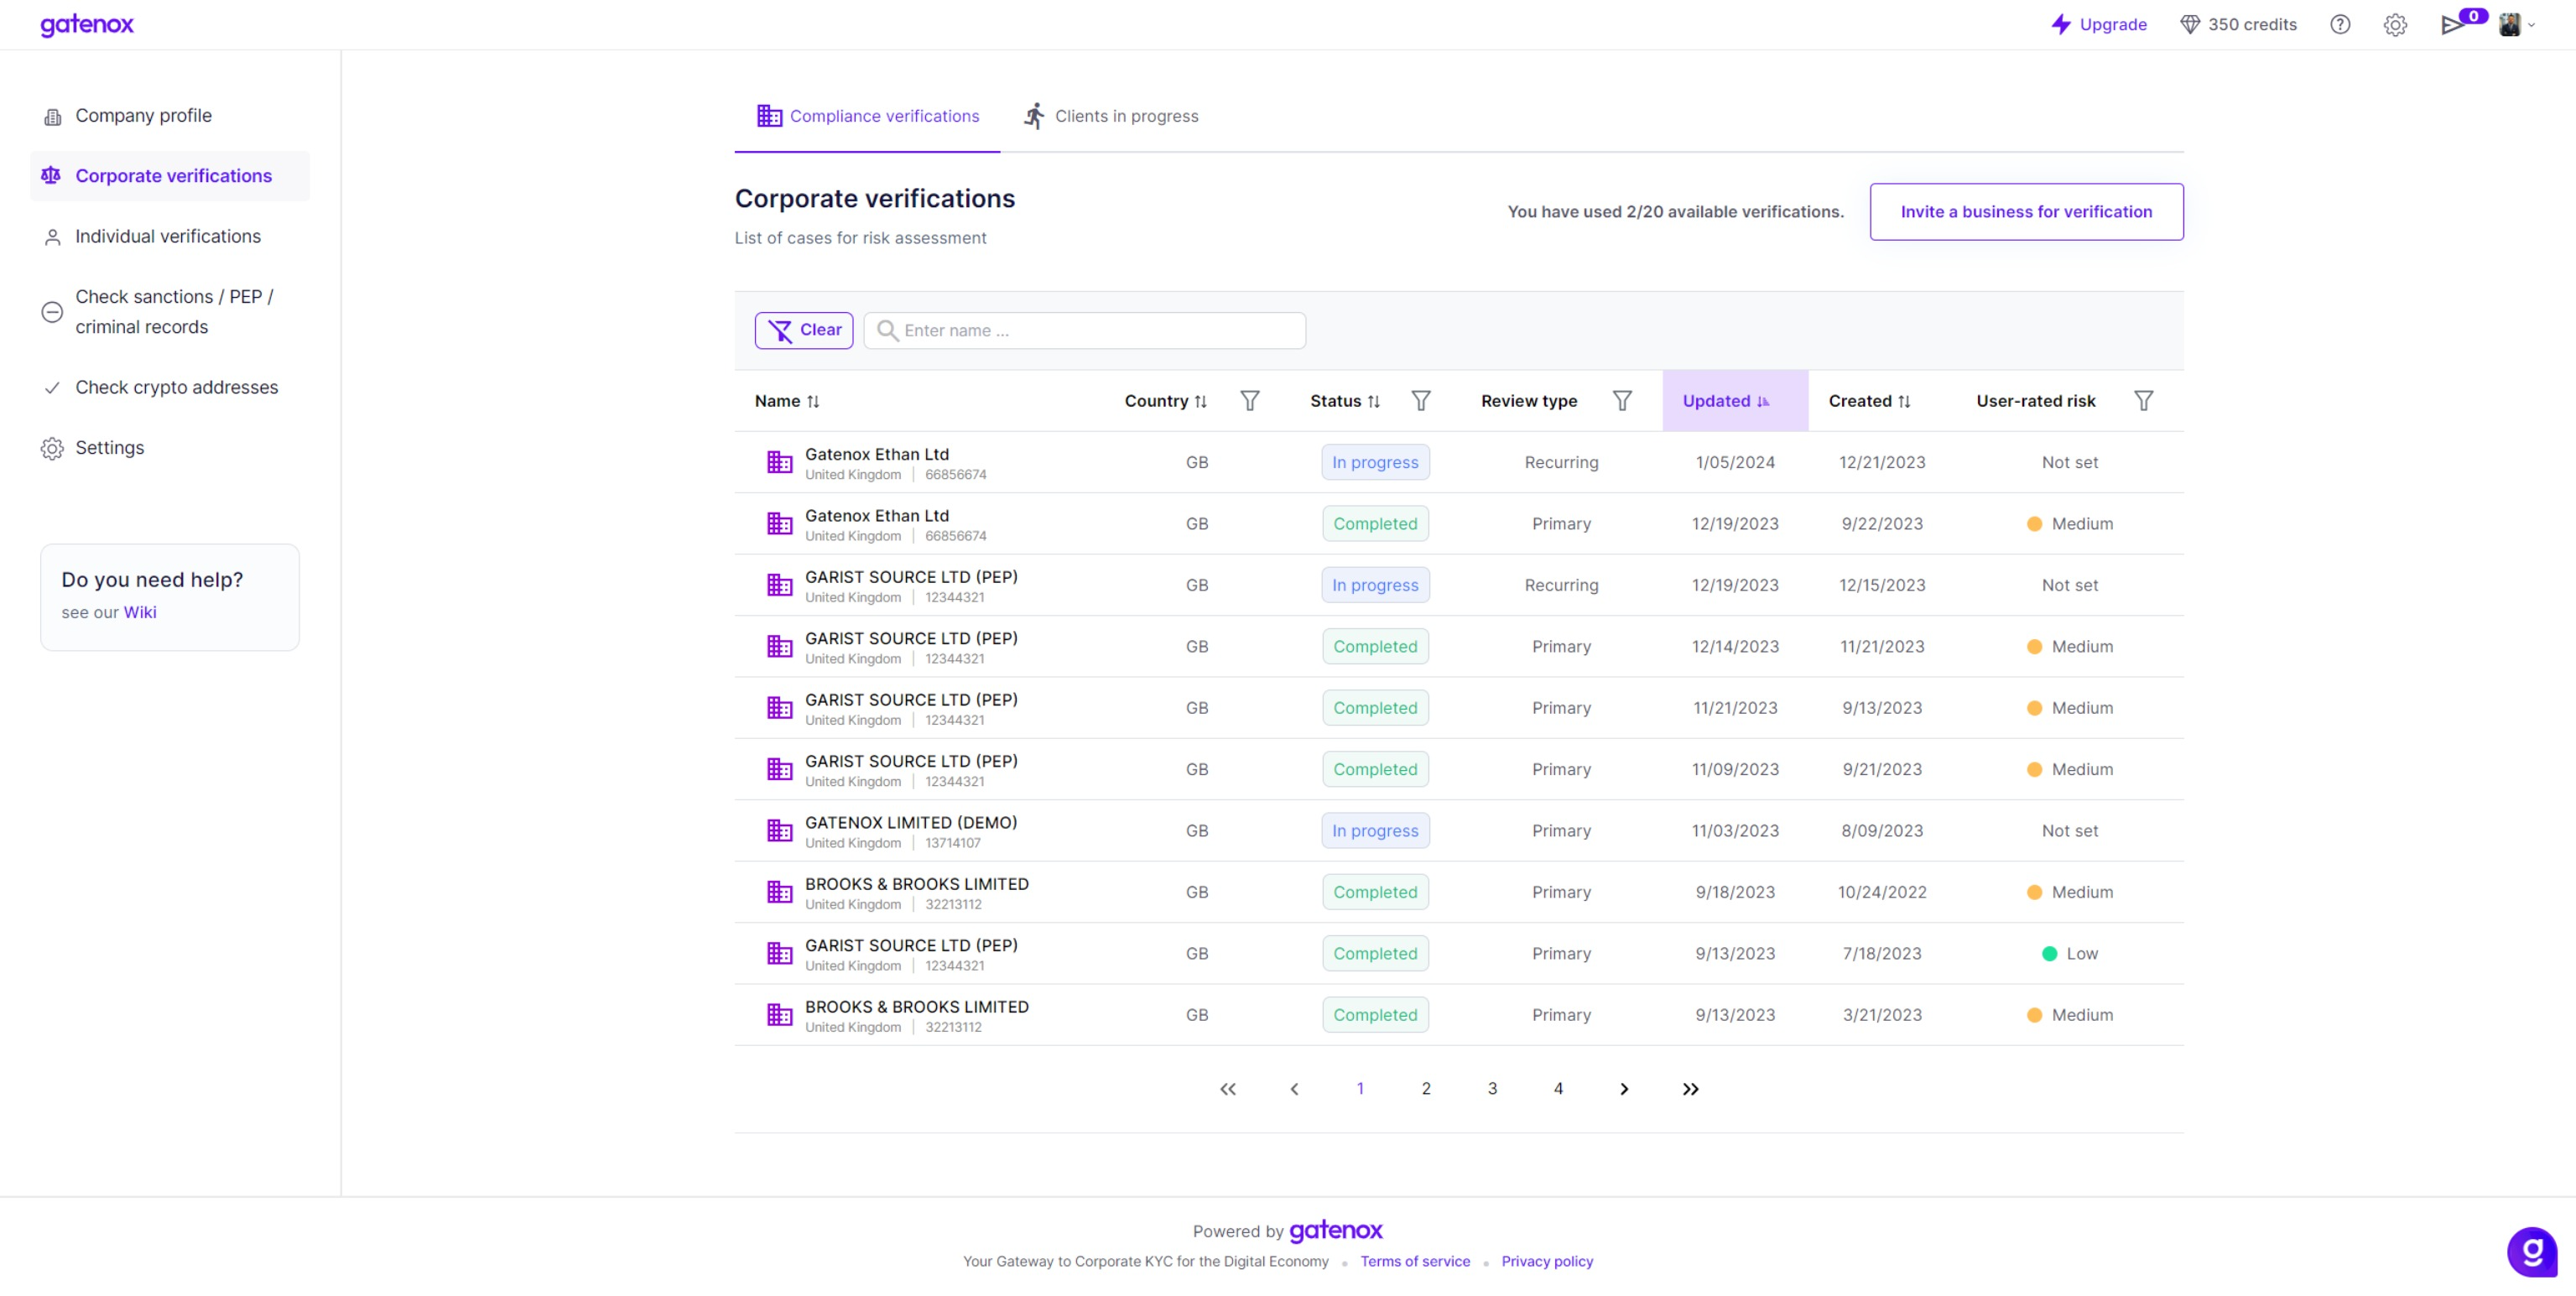 gatenox
Upgrade 350 credits 0
Company profile
Corporate verifications
Individual verifications
Check sanctions / PEP /
criminal records
Check crypto addresses
Settings
Do you need help?
see our Wiki
Compliance verifications Clients in progress
Corporate verifications
List of cases for risk assessment
You have used 2/20 available verifications. Invite a business for verification
Clear Enter name ...
Name Country Status Review type Updated Created User-rated risk
Gatenox Ethan Ltd
United Kingdom | 66856674
GB In progress Recurring 1/05/2024 12/21/2023 Not set
Gatenox Ethan Ltd
United Kingdom | 66856674
GB Completed Primary 12/19/2023 9/22/2023 Medium
GARIST SOURCE LTD (PEP)
United Kingdom | 12344321
GB In progress Recurring 12/19/2023 12/15/2023 Not set
GARIST SOURCE LTD (PEP)
United Kingdom | 12344321
GB Completed Primary 12/14/2023 11/21/2023 Medium
GARIST SOURCE LTD (PEP)
United Kingdom | 12344321
GB Completed Primary 11/21/2023 9/13/2023 Medium
GARIST SOURCE LTD (PEP)
United Kingdom | 12344321
GB Completed Primary 11/09/2023 9/21/2023 Medium
GATENOX LIMITED (DEMO)
United Kingdom | 13714107
GB In progress Primary 11/03/2023 8/09/2023 Not set
BROOKS & BROOKS LIMITED
United Kingdom | 32213112
GB Completed Primary 9/18/2023 10/24/2022 Medium
GARIST SOURCE LTD (PEP)
United Kingdom | 12344321
GB Completed Primary 9/13/2023 7/18/2023 Low
BROOKS & BROOKS LIMITED
United Kingdom | 32213112
GB Completed Primary 9/13/2023 3/21/2023 Medium
1 2 3 4
Powered by gatenox
Your Gateway to Corporate KYC for the Digital Economy • Terms of service • Privacy policy
g